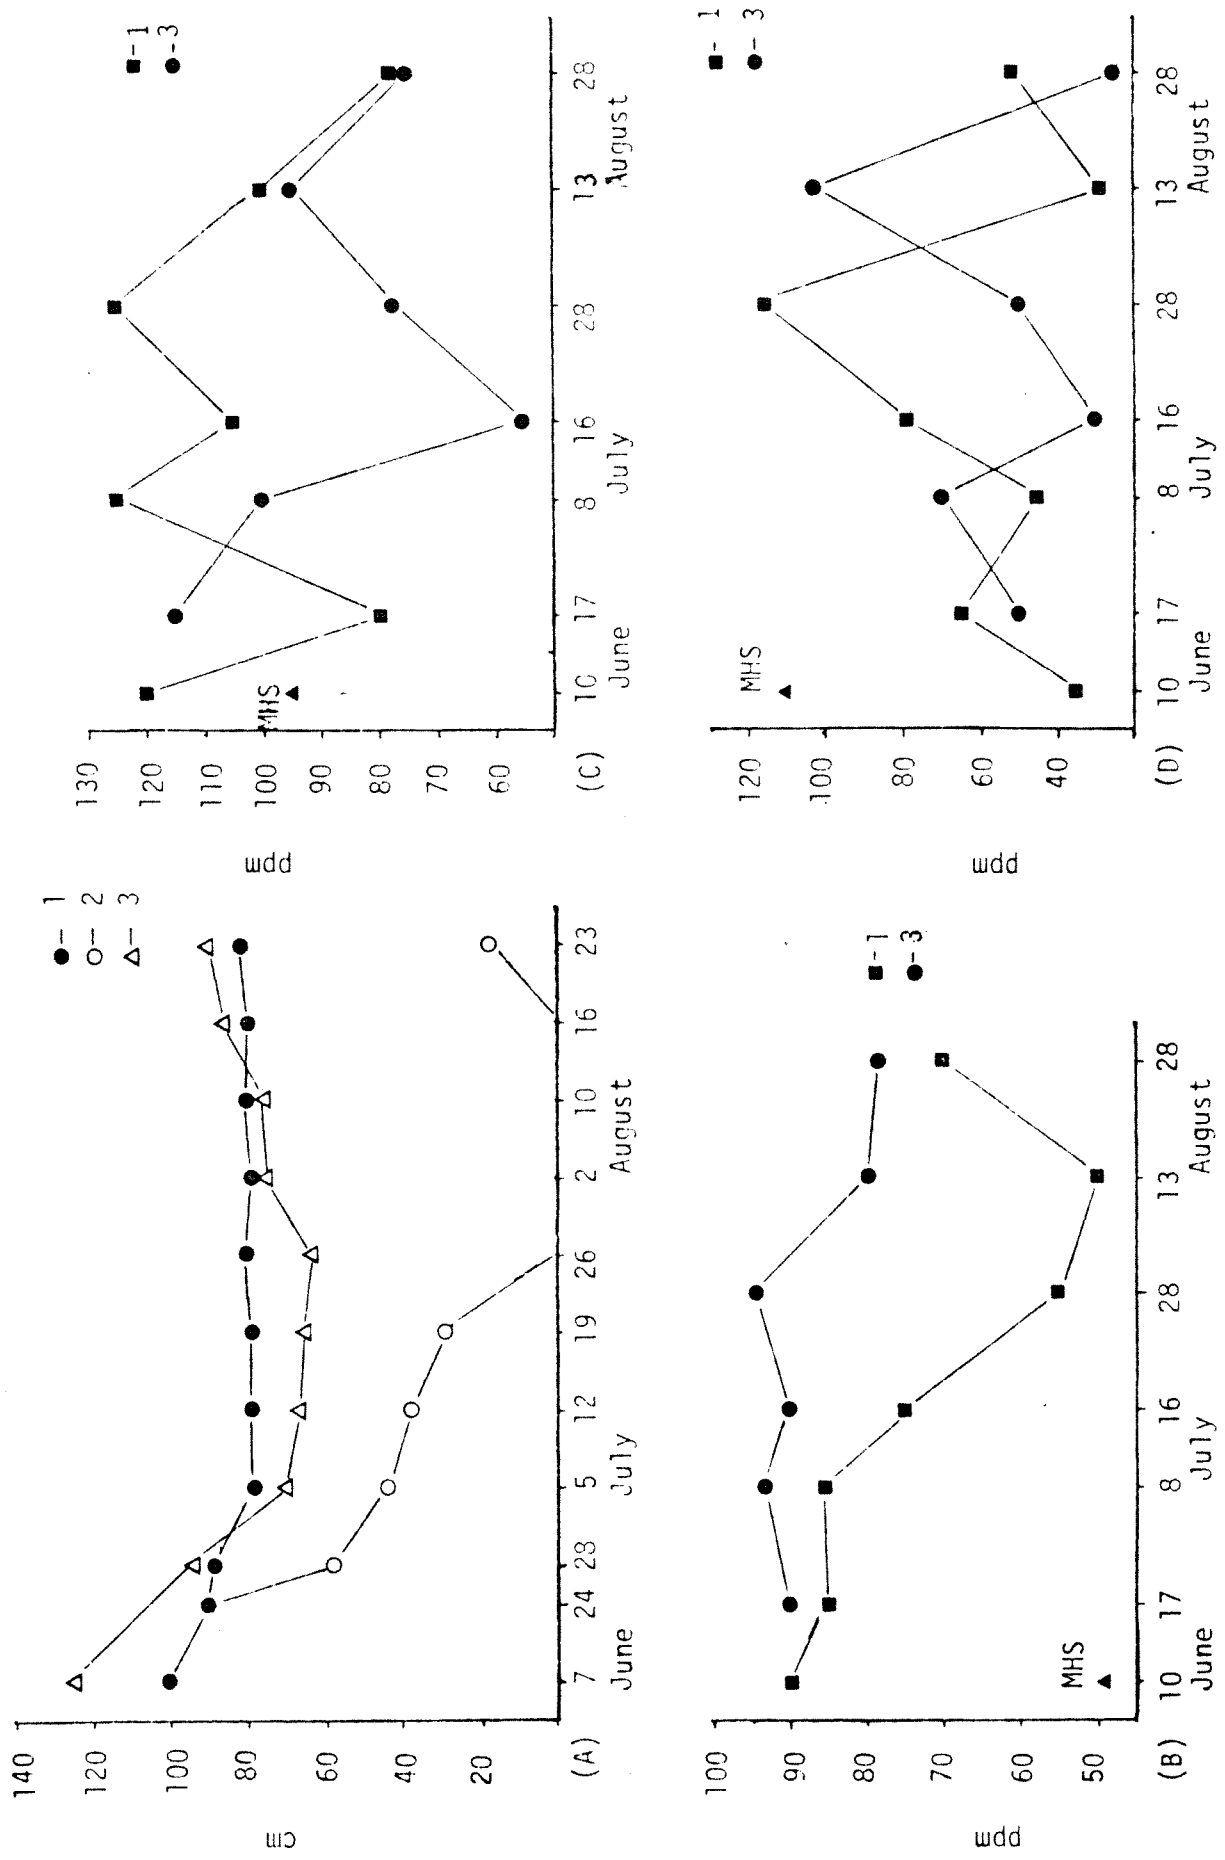 cm
140
120
100
80
60
40
20
(A)
7 24 28 5 12 19 26 2 10 16 23
June July August
●- 1
○- 2
△- 3
ppm
130
120
110
100
90
80
70
60
(C)
MHS
10 17 8 16 28 13 28
June July August
■-1
●-3
ppm
100
90
80
70
60
50
(B)
MHS
10 17 8 16 28 13 28
June July August
■-1
●-3
ppm
120
100
80
60
40
(D)
MHS
10 17 8 16 28 13 28
June July August
■- 1
●- 3